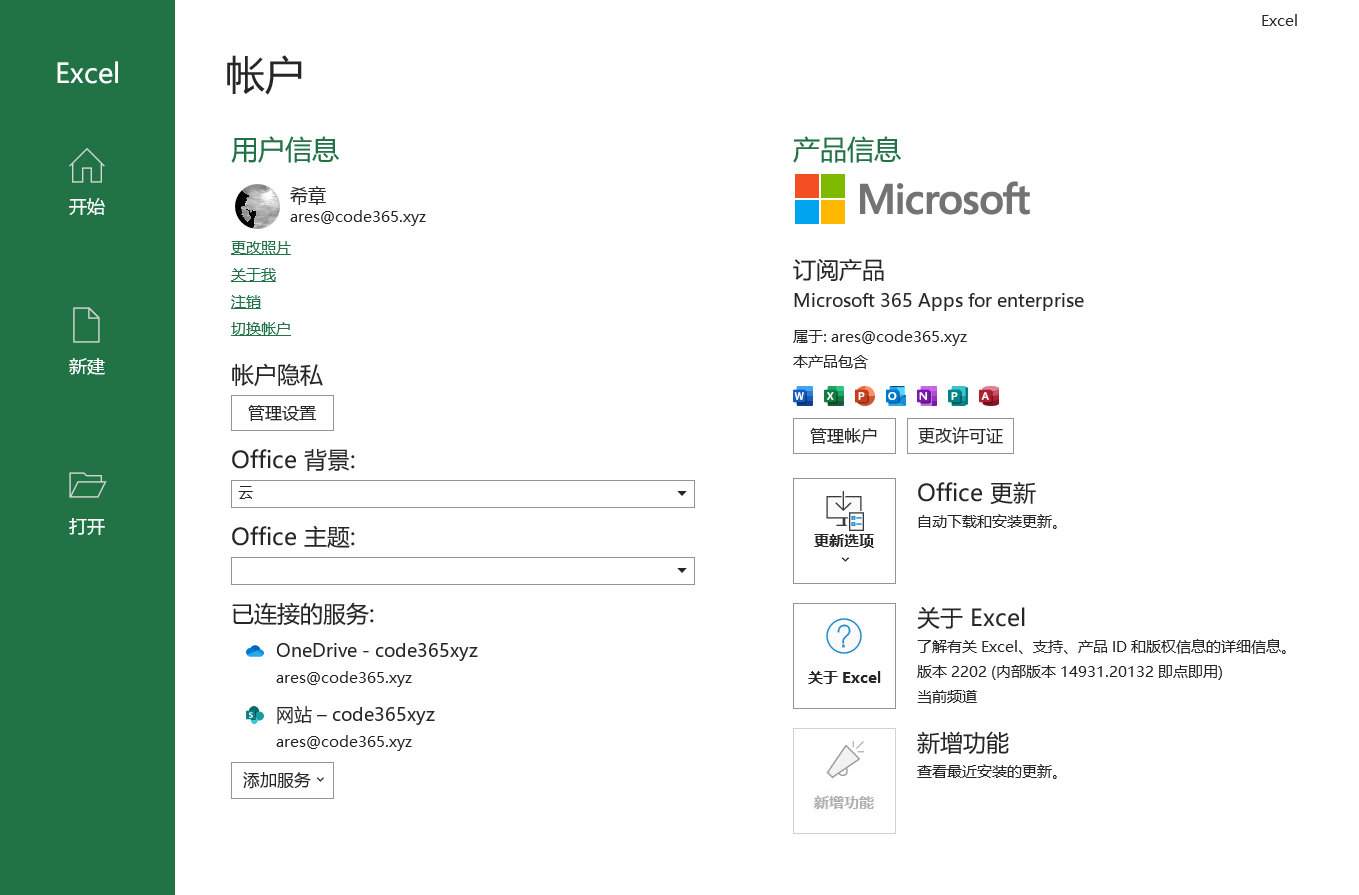 Excel
Excel
开始
新建
打开
帐户
用户信息
希章
ares@code365.xyz
更改照片
关于我
注销
切换帐户
帐户隐私
管理设置
Office 背景:
云
Office 主题:
已连接的服务:
OneDrive - code365xyz
ares@code365.xyz
网站 – code365xyz
ares@code365.xyz
添加服务
产品信息
Microsoft
订阅产品
Microsoft 365 Apps for enterprise
属于: ares@code365.xyz
本产品包含
W X P O N P A
管理帐户 更改许可证
更新选项
Office 更新
自动下载和安装更新。
关于 Excel
关于 Excel
了解有关 Excel、支持、产品 ID 和版权信息的详细信息。
版本 2202 (内部版本 14931.20132 即点即用)
当前频道
新增功能
新增功能
查看最近安装的更新。